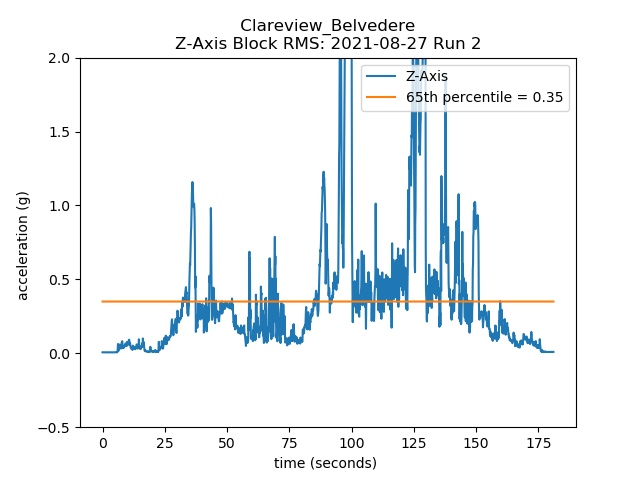 Clareview_Belvedere
Z-Axis Block RMS: 2021-08-27 Run 2
Z-Axis
65th percentile = 0.35
2.0
1.5
1.0
0.5
0.0
−0.5
acceleration (g)
0 25 50 75 100 125 150 175
time (seconds)